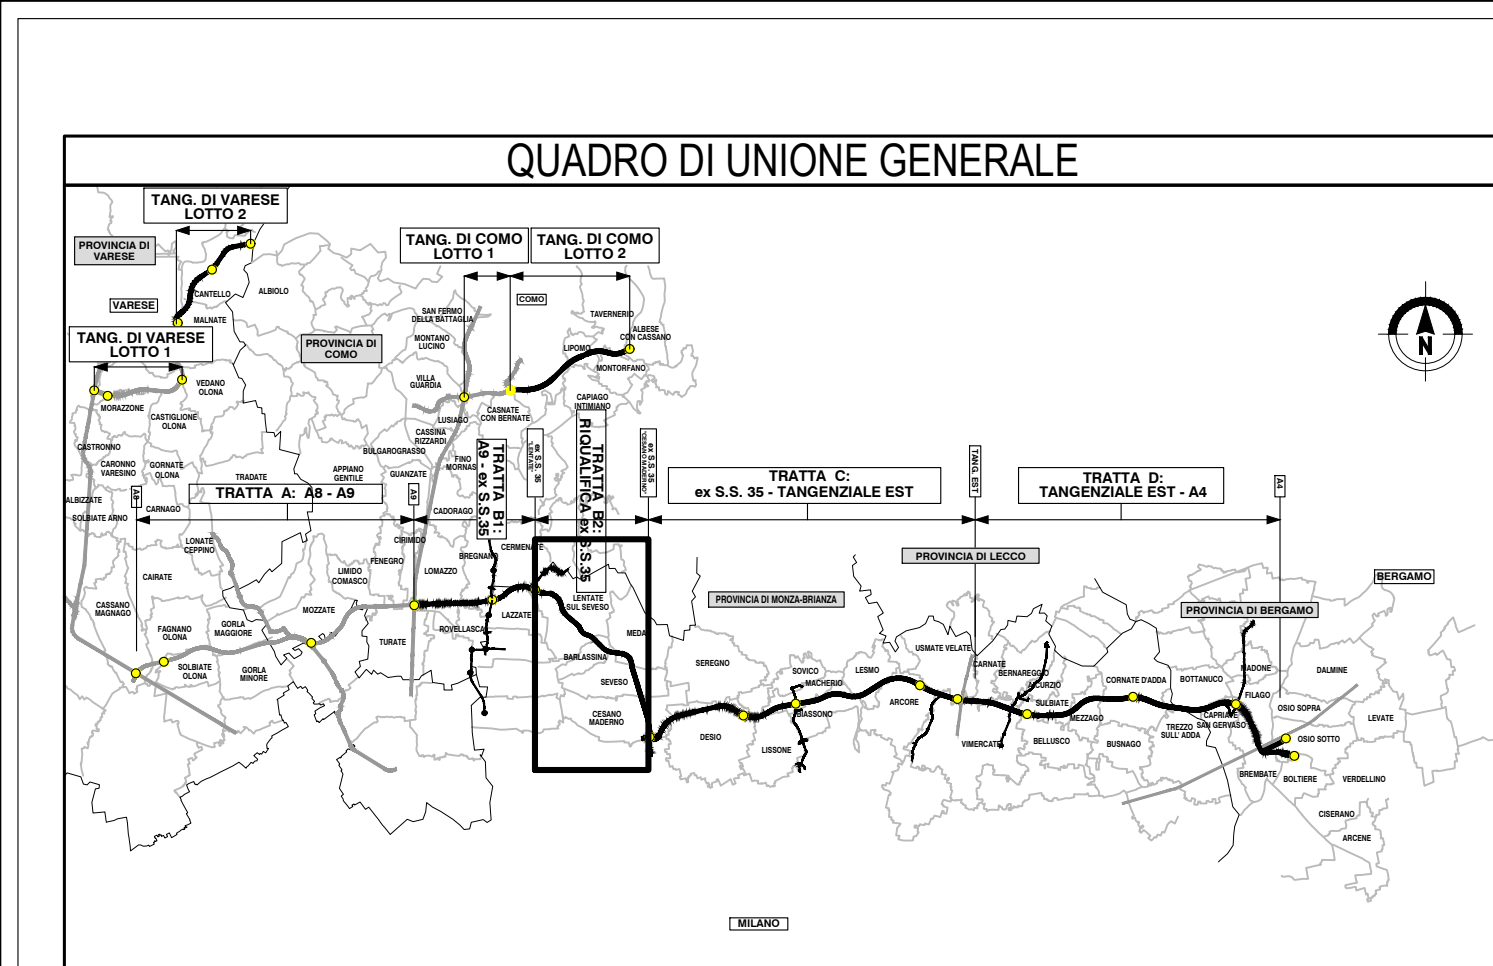 QUADRO DI UNIONE GENERALE
TANG. DI VARESE
LOTTO 2
PROVINCIA DI
VARESE
CANTELLO
ALBIOLO
VARESE
MALNATE
TANG. DI VARESE
LOTTO 1
VEDANO
OLONA
MORAZZONE
CASTIGLIONE
OLONA
PROVINCIA DI
COMO
TANG. DI COMO
LOTTO 1
TANG. DI COMO
LOTTO 2
COMO
SAN FERMO
DELLA BATTAGLIA
TAVERNERIO
ALBESE
CON CASSANO
MONTANO
LUCINO
LIPOMO
MONTORFANO
VILLA
GUARDIA
CAPIAGO
INTIMIANO
LUSIAGO
CASNATE
CON BERNATE
CASSINA
RIZZARDI
BULGAROGRASSO
FINO
MORNAS
GUANZATE
APPIANO
GENTILE
CASTRONNO
CARONNO
VARESINO
GORNATE
OLONA
TRADATE
ALBIZZATE
SOLBIATE ARNO
CARNAGO
A8
TRATTA A: A8 - A9
A9
TRATTA B1:
A9 - ex S.S.35
ex S.S. 35
"LENTATE"
TRATTA B2:
RIQUALIFICA ex S.S.35
ex S.S. 35
"CESANO MADERNO"
TRATTA C:
ex S.S. 35 - TANGENZIALE EST
TANG. EST
TRATTA D:
TANGENZIALE EST - A4
A4
CADORAGO
CIRIMIDO
LONATE
CEPPINO
FENEGRO
LOMAZZO
BREGNANO
CERMENATE
LIMIDO
COMASCO
CAIRATE
MOZZATE
CASSANO
MAGNAGO
FAGNANO
OLONA
GORLA
MAGGIORE
SOLBIATE
OLONA
GORLA
MINORE
TURATE
ROVELLASCA
LAZZATE
LENTATE
SUL SEVESO
MEDA
BARLASSINA
SEVESO
CESANO
MADERNO
PROVINCIA DI MONZA-BRIANZA
PROVINCIA DI LECCO
BERGAMO
PROVINCIA DI BERGAMO
SEREGNO
DESIO
LISSONE
SOVICO
MACHERIO
BIASSONO
LESMO
USMATE VELATE
ARCORE
CARNATE
BERNAREGGIO
AICURZIO
SULBIATE
MEZZAGO
VIMERCATE
BELLUSCO
BUSNAGO
CORNATE D'ADDA
TREZZO
SULL' ADDA
BOTTANUCO
MADONE
FILAGO
CAPRIATE
SAN GERVASO
DALMINE
OSIO SOPRA
LEVATE
OSIO SOTTO
BREMBATE
BOLTIERE
VERDELLINO
CISERANO
ARCENE
N
MILANO